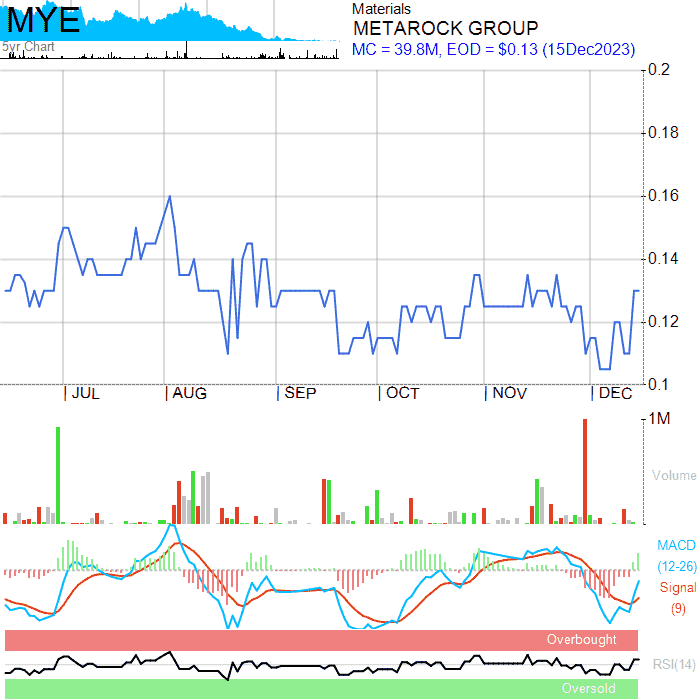 MYE
5yr Chart
Materials
METAROCK GROUP
MC = 39.8M, EOD = $0.13 (15Dec2023)
0.2
0.18
0.16
0.14
0.12
0.1
JUL AUG SEP OCT NOV DEC
1M
Volume
MACD
(12-26)
Signal
(9)
Overbought
RSI(14)
Oversold